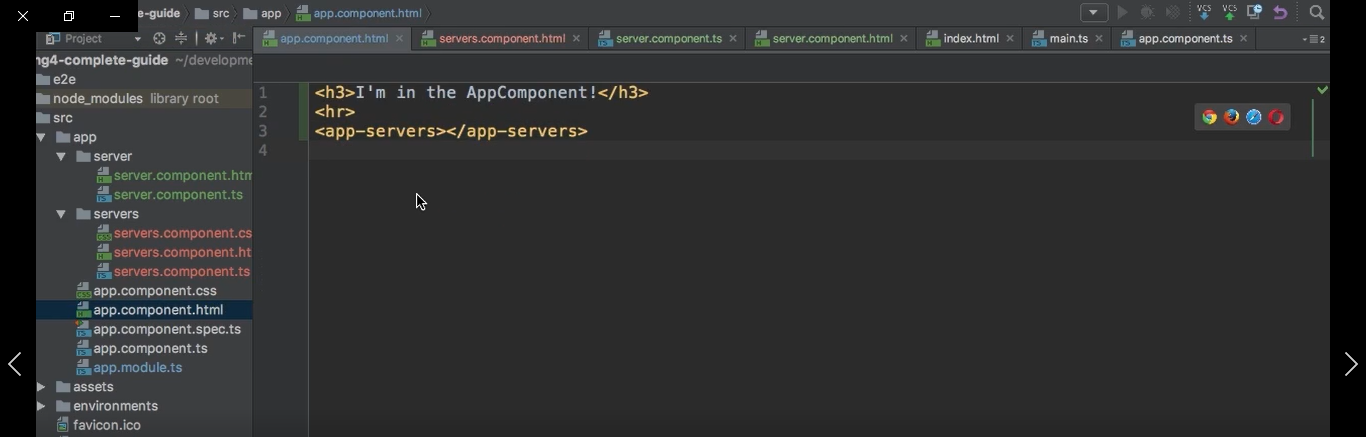 e-guide src app app.component.html
Project VCS VCS
app.component.html servers.component.html server.component.ts server.component.html index.html main.ts app.component.ts 2
ng4-complete-guide ~/developme
e2e
node_modules library root
src
app
server
server.component.htm
server.component.ts
servers
servers.component.cs
servers.component.ht
servers.component.ts
app.component.css
app.component.html
app.component.spec.ts
app.component.ts
app.module.ts
assets
environments
favicon.ico
1 <h3>I'm in the AppComponent!</h3>
2 <hr>
3 <app-servers></app-servers>
4